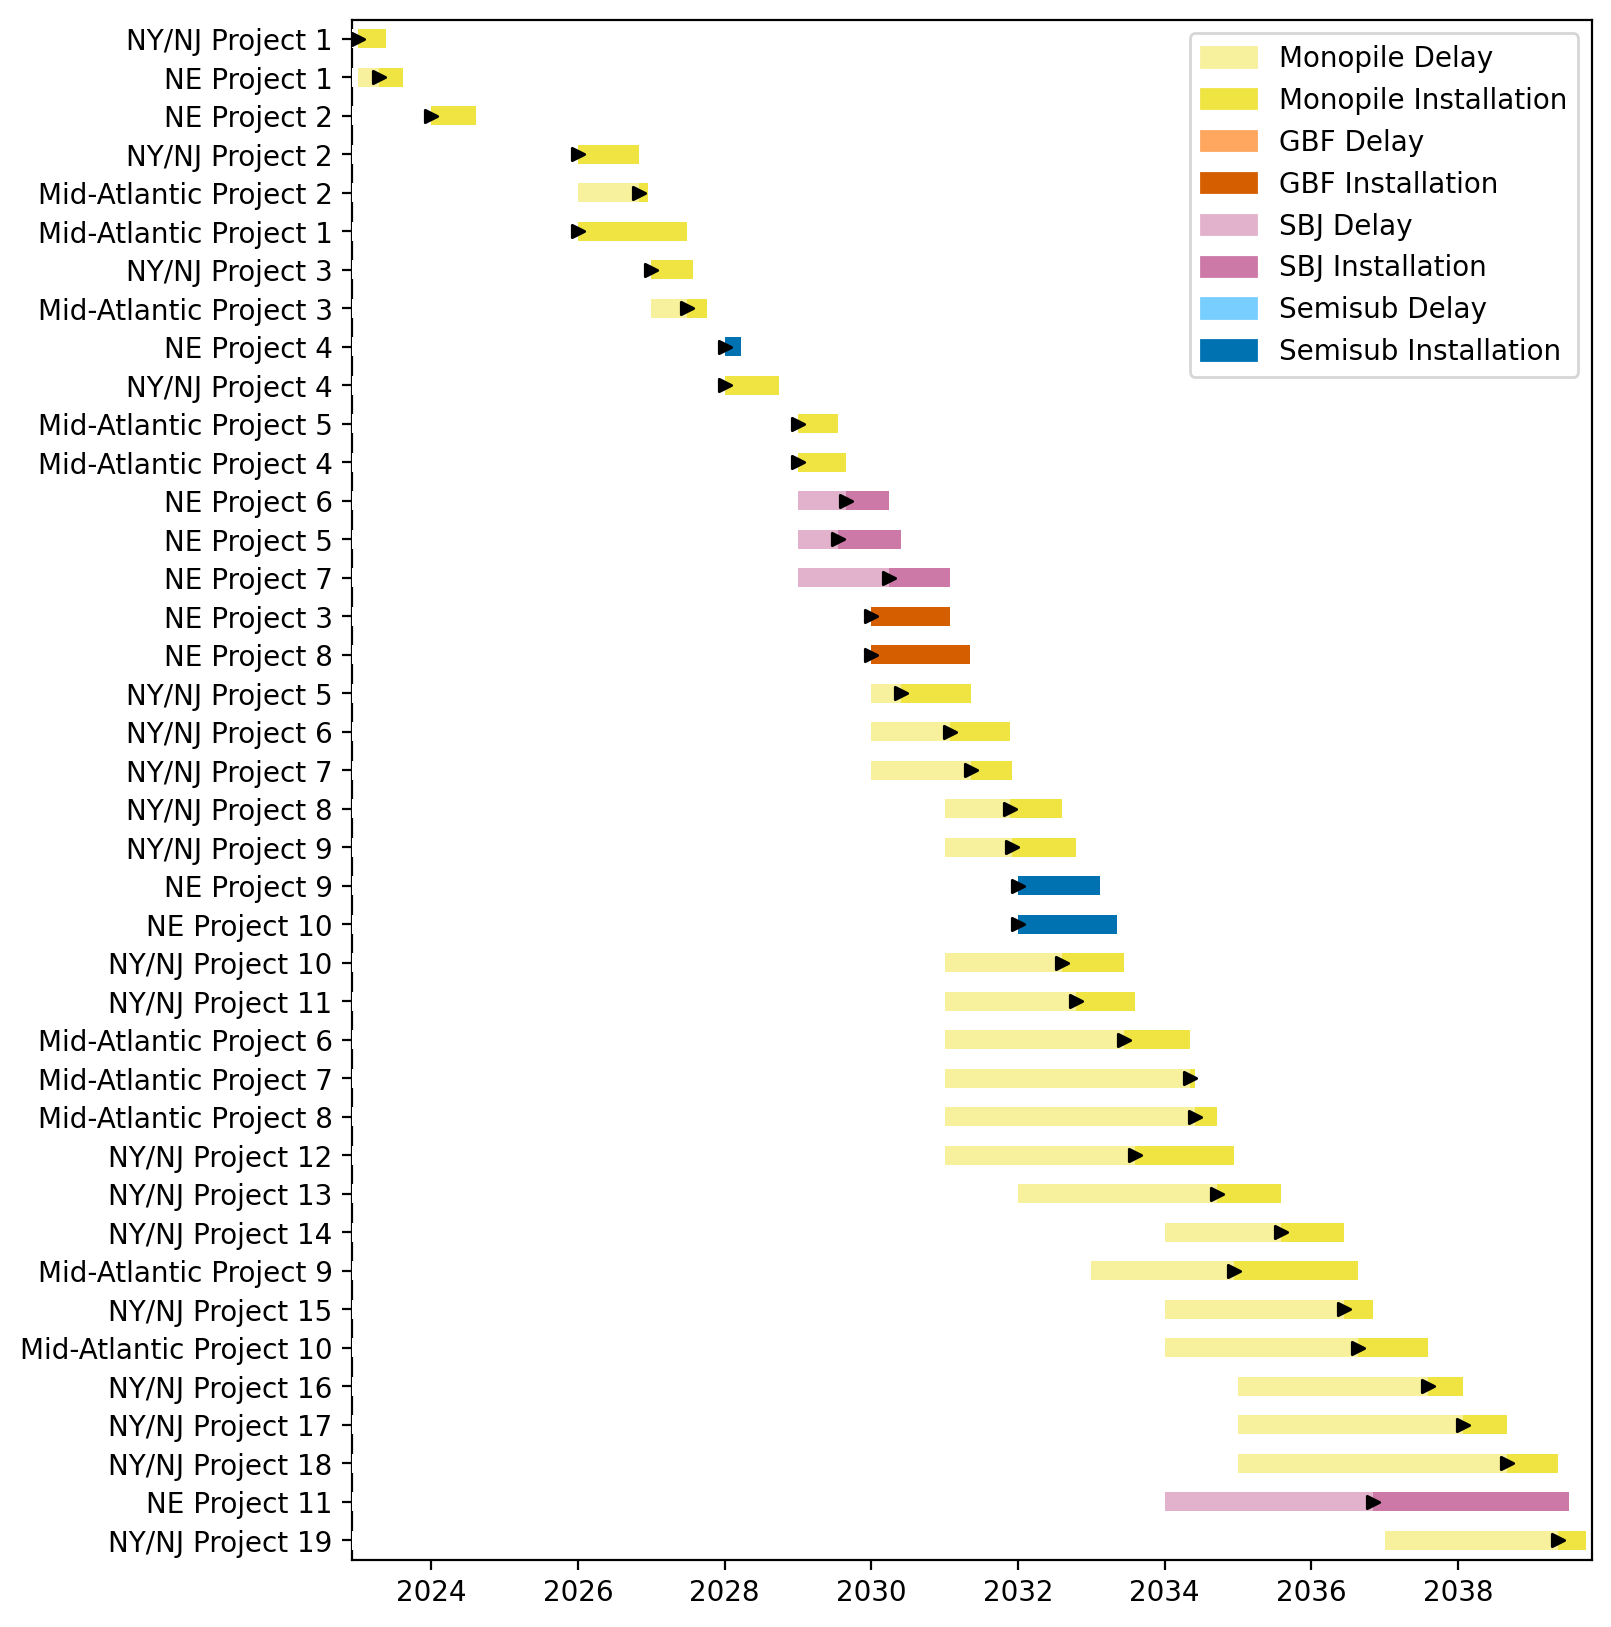 NY/NJ Project 1
NE Project 1
NE Project 2
NY/NJ Project 2
Mid-Atlantic Project 2
Mid-Atlantic Project 1
NY/NJ Project 3
Mid-Atlantic Project 3
NE Project 4
NY/NJ Project 4
Mid-Atlantic Project 5
Mid-Atlantic Project 4
NE Project 6
NE Project 5
NE Project 7
NE Project 3
NE Project 8
NY/NJ Project 5
NY/NJ Project 6
NY/NJ Project 7
NY/NJ Project 8
NY/NJ Project 9
NE Project 9
NE Project 10
NY/NJ Project 10
NY/NJ Project 11
Mid-Atlantic Project 6
Mid-Atlantic Project 7
Mid-Atlantic Project 8
NY/NJ Project 12
NY/NJ Project 13
NY/NJ Project 14
Mid-Atlantic Project 9
NY/NJ Project 15
Mid-Atlantic Project 10
NY/NJ Project 16
NY/NJ Project 17
NY/NJ Project 18
NE Project 11
NY/NJ Project 19
Monopile Delay
Monopile Installation
GBF Delay
GBF Installation
SBJ Delay
SBJ Installation
Semisub Delay
Semisub Installation
2024 2026 2028 2030 2032 2034 2036 2038